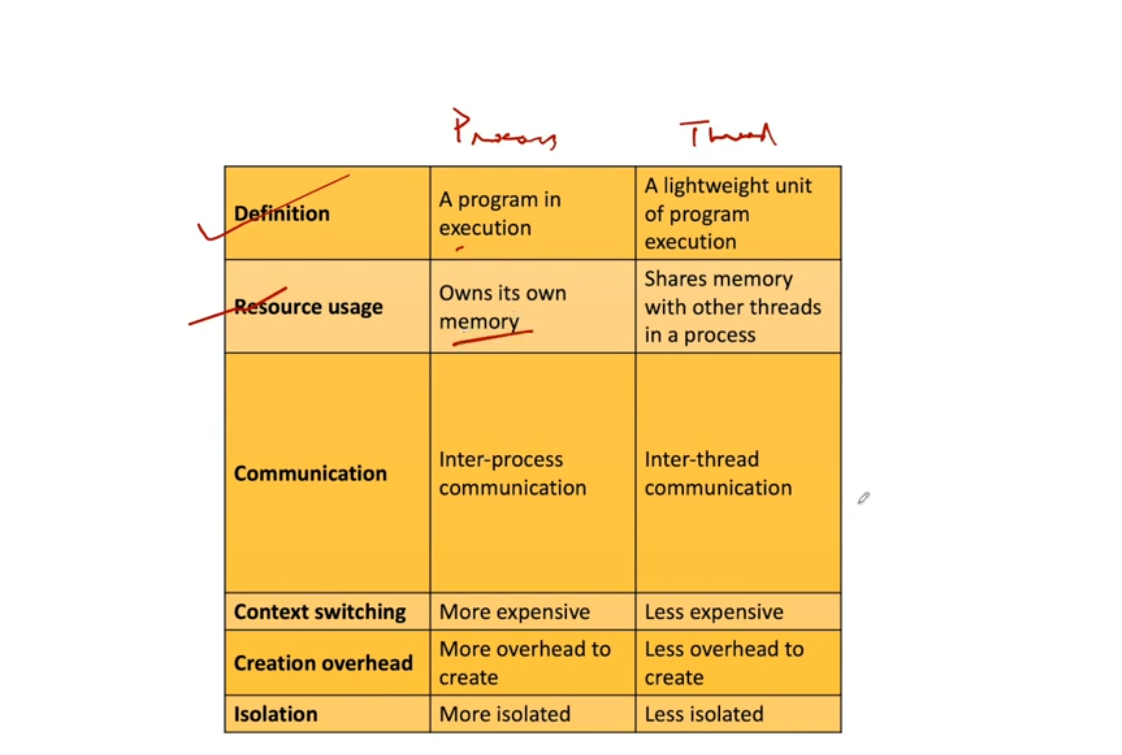 Process Thread
Definition
A program in
execution
A lightweight unit
of program
execution
Resource usage
Owns its own
memory
Shares memory
with other threads
in a process
Communication
Inter-process
communication
Inter-thread
communication
Context switching
More expensive
Less expensive
Creation overhead
More overhead to
create
Less overhead to
create
Isolation
More isolated
Less isolated